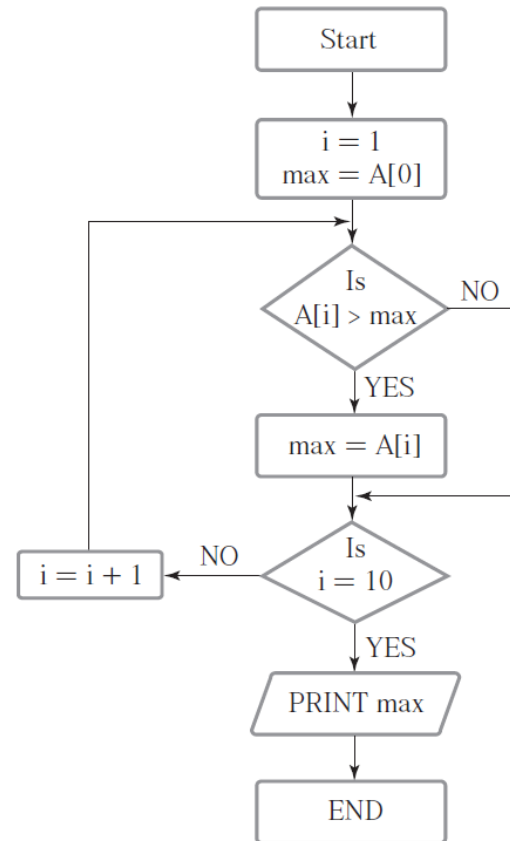 Start
i = 1
max = A[0]
Is
A[i] > max
NO
YES
max = A[i]
Is
i = 10
NO
i = i + 1
YES
PRINT max
END